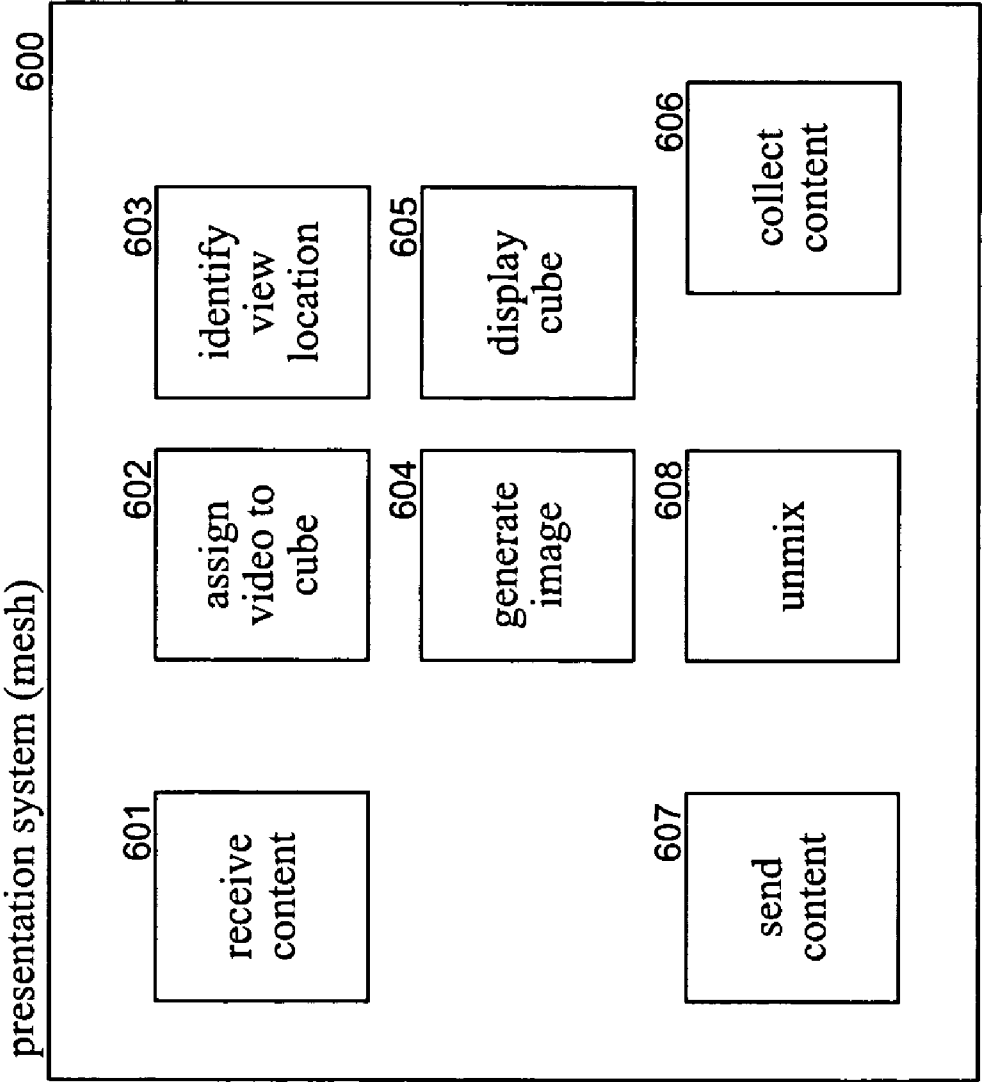 presentation system (mesh)
600
601
receive
content
602
assign
video to
cube
603
identify
view
location
604
generate
image
605
display
cube
607
send
content
608
unmix
606
collect
content